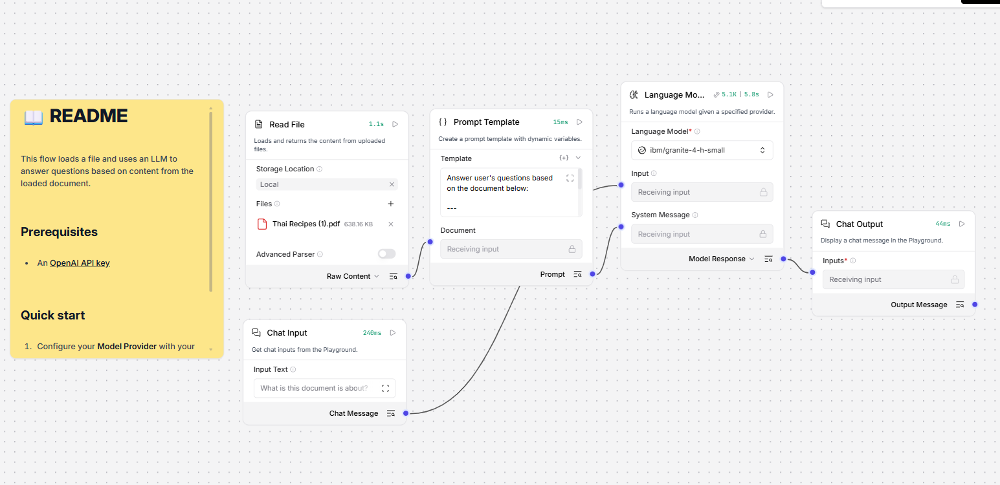 📖 README
This flow loads a file and uses an LLM to
answer questions based on content from the
loaded document.
Prerequisites
• An OpenAI API key
Quick start
1. Configure your Model Provider with your
Read File 1.1s
Loads and returns the content from uploaded
files.
Storage Location
Local
Files
Thai Recipes (1).pdf 638.16 KB
Advanced Parser
Raw Content
Chat Input 240ms
Get chat inputs from the Playground.
Input Text
What is this document is about?
Chat Message
{ } Prompt Template 15ms
Create a prompt template with dynamic variables.
Template {+}
Answer user's questions based
on the document below:
---
Document
Receiving input
Prompt
Language Mo... 5.1K | 5.8s
Runs a language model given a specified provider.
Language Model*
ibm/granite-4-h-small
Input
Receiving input
System Message
Receiving input
Model Response
Chat Output 44ms
Display a chat message in the Playground.
Inputs*
Receiving input
Output Message